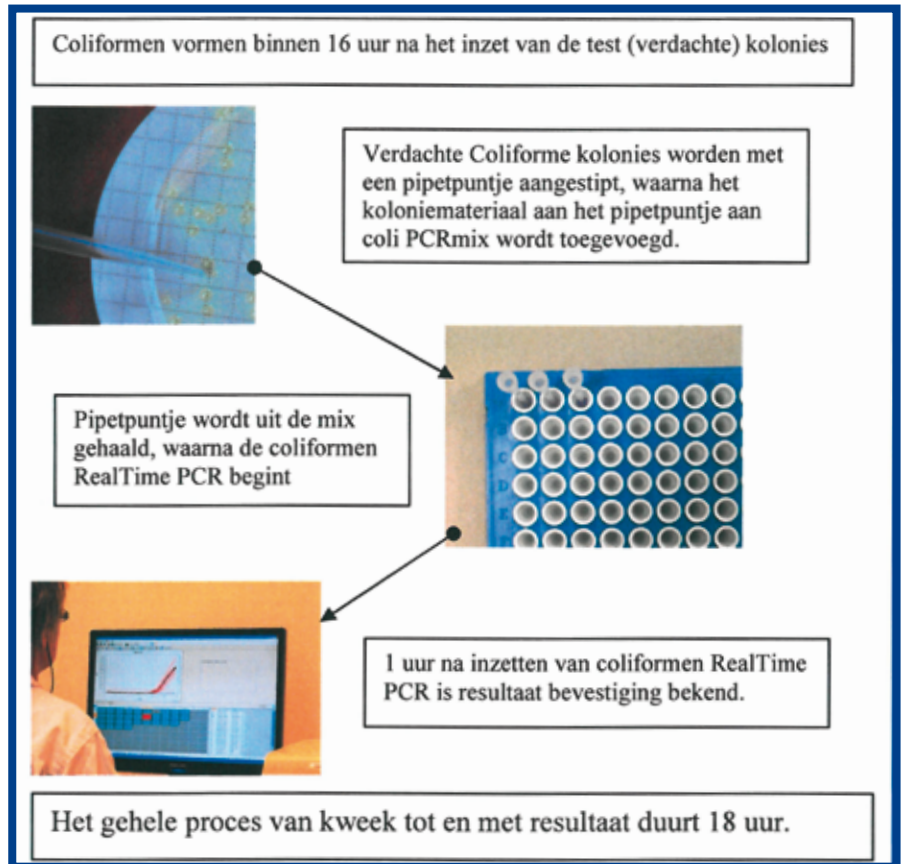 Coliformen vormen binnen 16 uur na het inzet van de test (verdachte) kolonies
Verdachte Coliforme kolonies worden met
een pipetpuntje aangestipt, waarna het
koloniemateriaal aan het pipetpuntje aan
coli PCRmix wordt toegevoegd.
Pipetpuntje wordt uit de mix
gehaald, waarna de coliformen
RealTime PCR begint
C
D
E
1 uur na inzetten van coliformen RealTime
PCR is resultaat bevestiging bekend.
Het gehele proces van kweek tot en met resultaat duurt 18 uur.